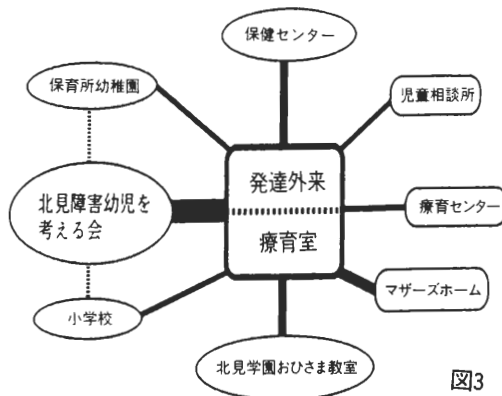 保健センター
保育所幼稚園
児童相談所
発達外来
北見障害幼児を
考える会
療育センター
療育室
マザーズホーム
小学校
北見学園おひさま教室
図3